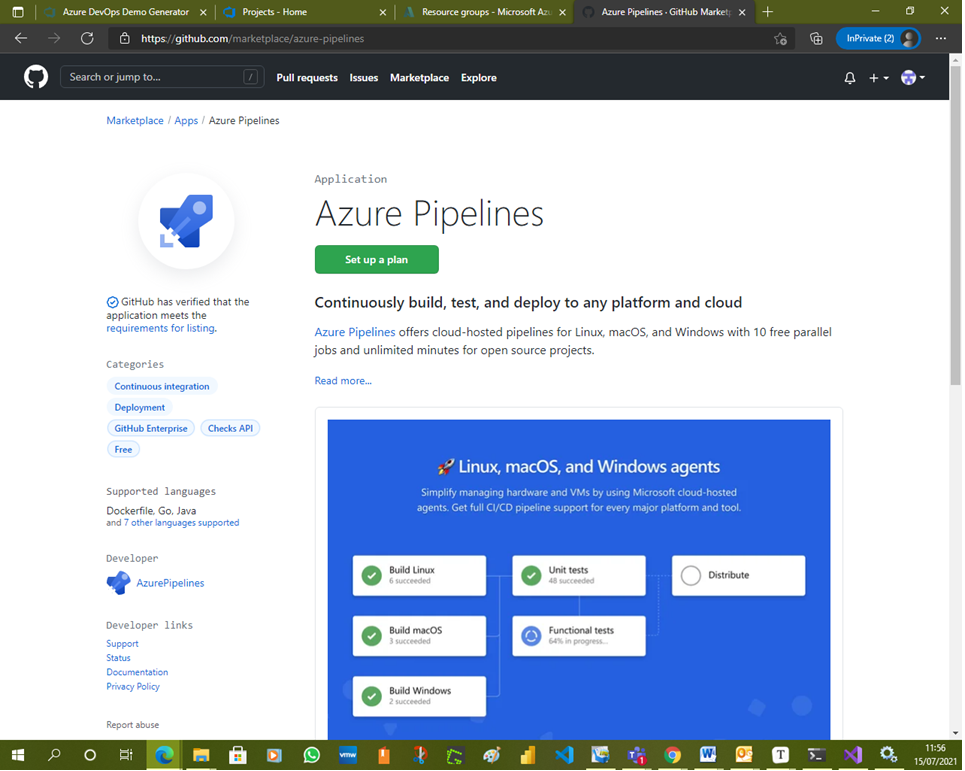 Azure DevOps Demo Generator
Projects - Home
Resource groups - Microsoft Az
Azure Pipelines · GitHub Marketp
https://github.com/marketplace/azure-pipelines
InPrivate (2)
Search or jump to...
/
Pull requests
Issues
Marketplace
Explore
Marketplace / Apps / Azure Pipelines
Application
Azure Pipelines
Set up a plan
GitHub has verified that the
application meets the
requirements for listing.
Continuously build, test, and deploy to any platform and cloud
Azure Pipelines offers cloud-hosted pipelines for Linux, macOS, and Windows with 10 free parallel
jobs and unlimited minutes for open source projects.
Read more...
Categories
Continuous integration
Deployment
GitHub Enterprise
Checks API
Free
Supported languages
Dockerfile, Go, Java
and 7 other languages supported
Developer
AzurePipelines
Developer links
Support
Status
Documentation
Privacy Policy
Report abuse
🚀 Linux, macOS, and Windows agents
Simplify managing hardware and VMs by using Microsoft cloud-hosted
agents. Get full CI/CD pipeline support for every major platform and tool.
Build Linux
6 succeeded
Unit tests
48 succeeded
Distribute
Build macOS
3 succeeded
Functional tests
64% in progress...
Build Windows
2 succeeded
vmw
11:56
15/07/2021